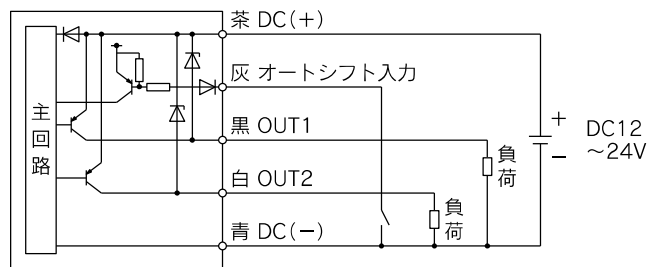 茶 DC(+)
灰 オートシフト入力
黒 OUT1
白 OUT2
青 DC(−)
主回路
負荷
負荷
+
−
DC12
～24V